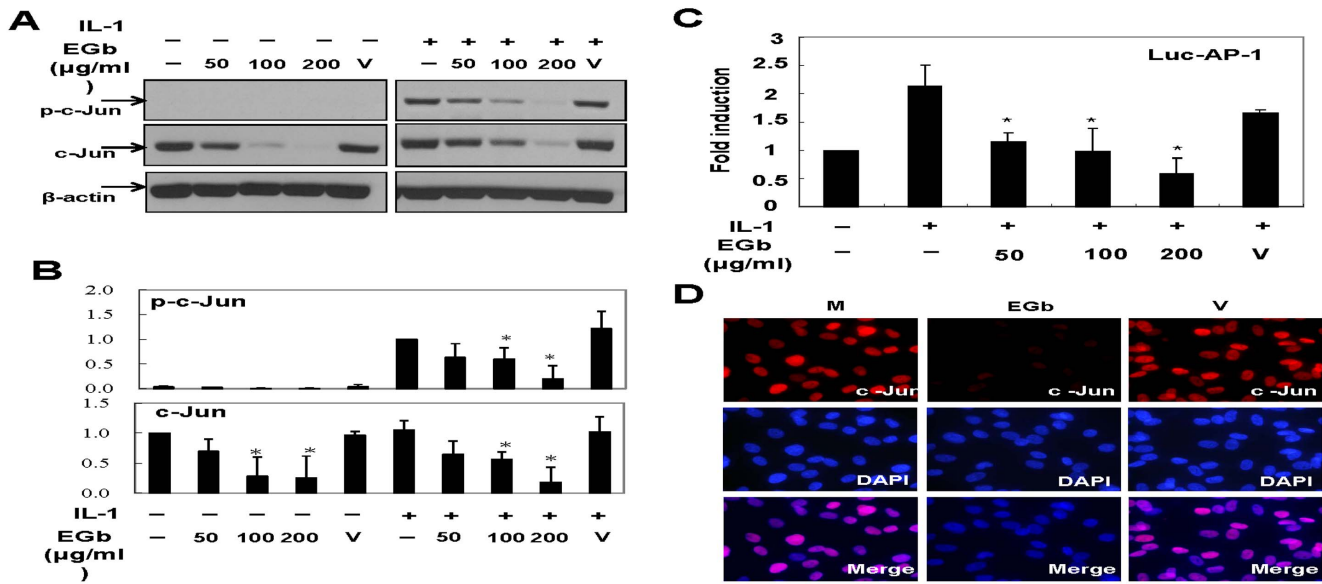 A
IL-1 – – – – – + + + + +
EGb
(µg/ml
) – 50 100 200 V – 50 100 200 V
p-c-Jun
c-Jun
β-actin
B
p-c-Jun
2.0
1.0
0.5
0.0
* *
c-Jun
1.5
1.0
0.5
0.0
* * * *
IL-1 + + + + +
EGb
(µg/ml
) – 50 100 200 V – 50 100 200 V
C
Luc-AP-1
Fold induction
3
2.5
2
1.5
1
0.5
0
* * *
IL-1 – + + + + +
EGb
(µg/ml) – – 50 100 200 V
D
M EGb V
c -Jun c -Jun c -Jun
DAPI DAPI DAPI
Merge Merge Merge